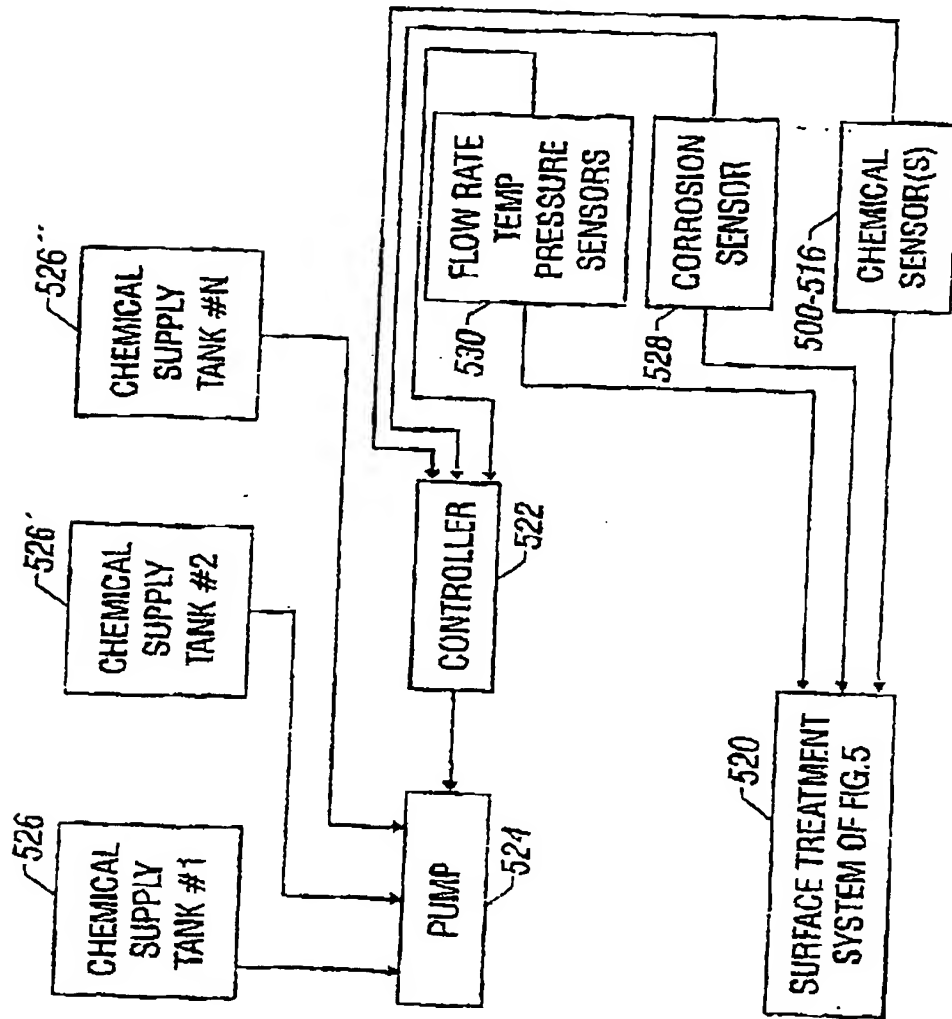 526
CHEMICAL
SUPPLY
TANK #1
526'
CHEMICAL
SUPPLY
TANK #2
526''
CHEMICAL
SUPPLY
TANK #N
PUMP
524
CONTROLLER
522
FLOW RATE
TEMP
PRESSURE
SENSORS
530
CORROSION
SENSOR
528
500-516
CHEMICAL
SENSOR(S)
520
SURFACE TREATMENT
SYSTEM OF FIG.5